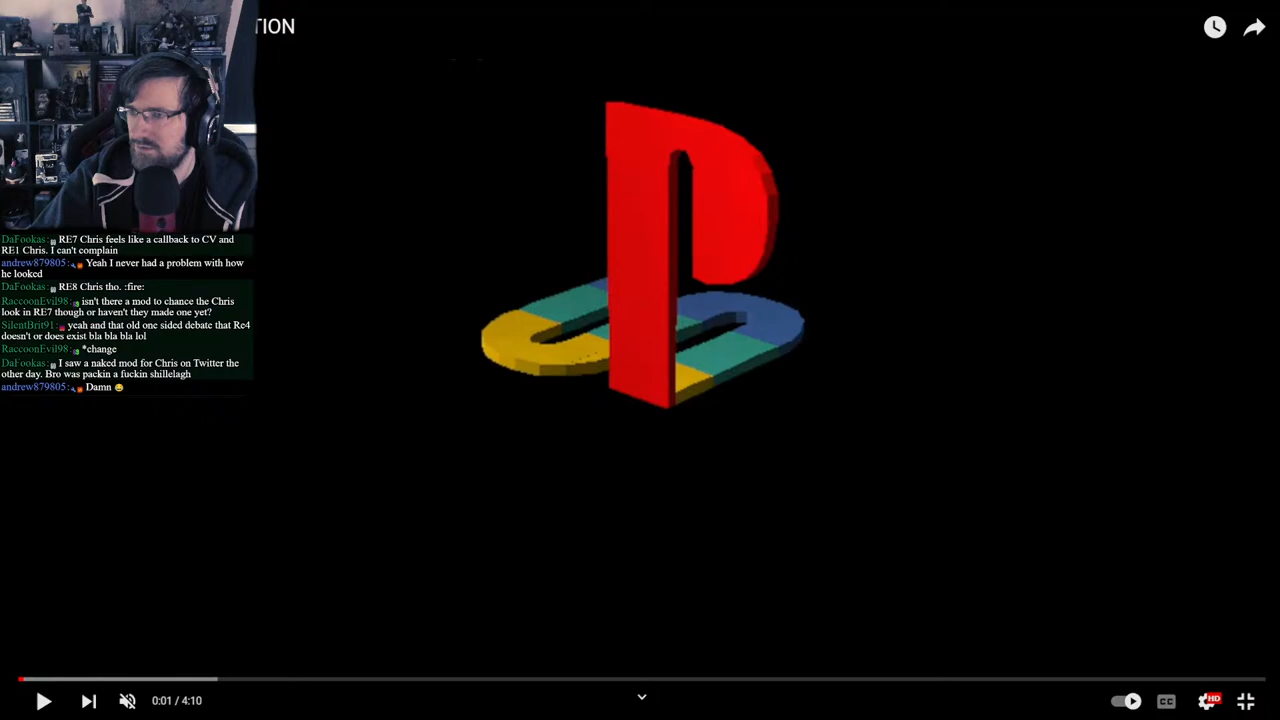 TION
DaFookas: RE7 Chris feels like a callback to CV and
RE1 Chris. I can't complain
andrew879805: Yeah I never had a problem with how
he looked
DaFookas: RE8 Chris tho. :fire:
RaccoonEvil98: isn't there a mod to chance the Chris
look in RE7 though or haven't they made one yet?
SilentBrit91: yeah and that old one sided debate that Re4
doesn't or does exist bla bla bla lol
RaccoonEvil98: *change
DaFookas: I saw a naked mod for Chris on Twitter the
other day. Bro was packin a fuckin shillelagh
andrew879805: Damn 😂
0:01 / 4:10
CC
HD